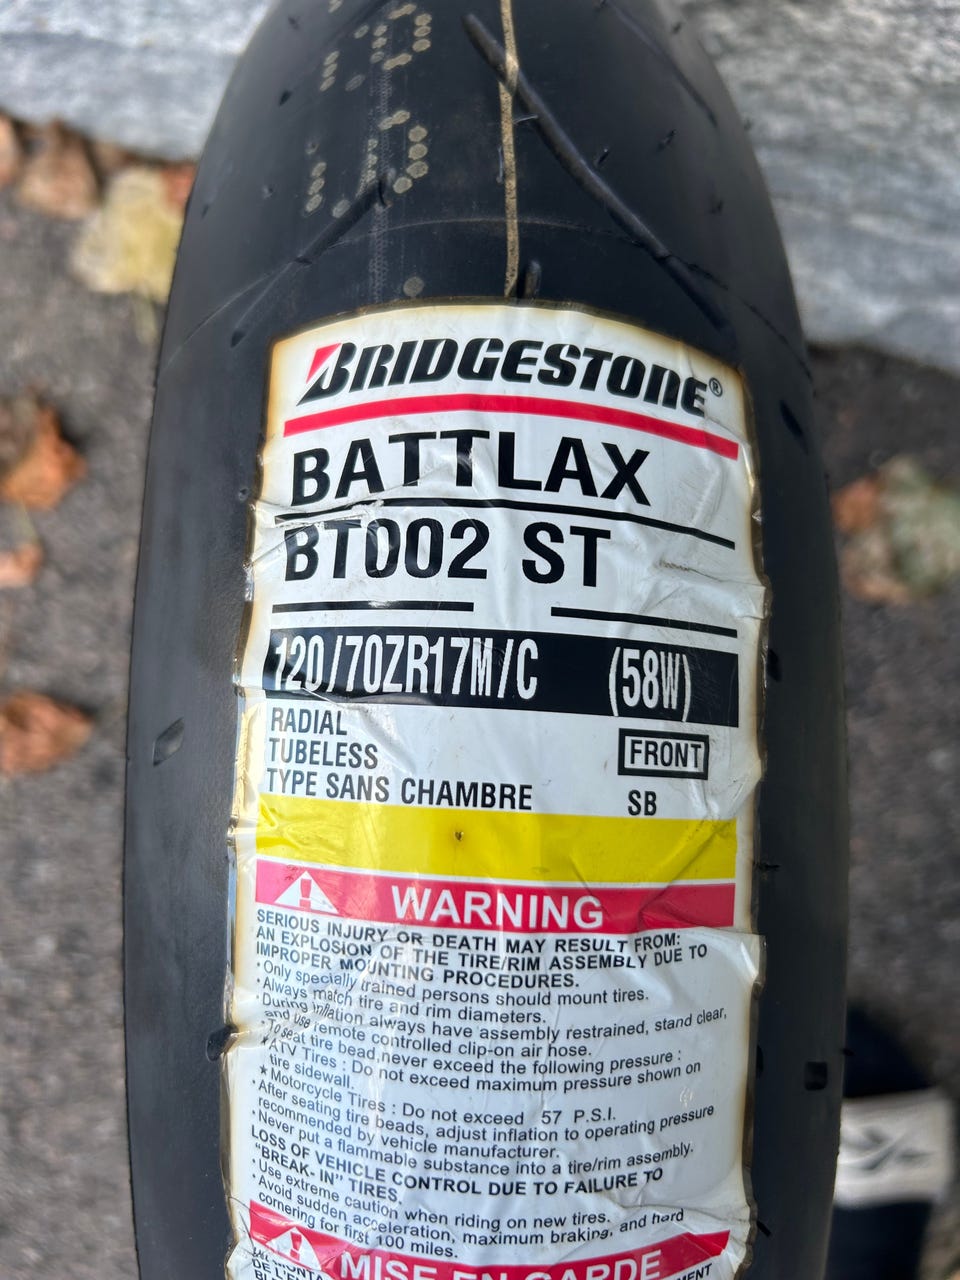 BRIDGESTONE®
BATTLAX
BT002 ST
120/70ZR17M/C (58W)
RADIAL
TUBELESS FRONT
TYPE SANS CHAMBRE SB
WARNING
SERIOUS INJURY OR DEATH MAY RESULT FROM:
AN EXPLOSION OF THE TIRE/RIM ASSEMBLY DUE TO
IMPROPER MOUNTING PROCEDURES.
·Only specially trained persons should mount tires.
·Always match tire and rim diameters.
·During inflation always have assembly restrained, stand clear,
and use remote controlled clip-on air hose.
·To seat tire bead,never exceed the following pressure :
★ATV Tires : Do not exceed maximum pressure shown on
tire sidewall.
★Motorcycle Tires : Do not exceed 57 P.S.I.
·After seating tire beads, adjust inflation to operating pressure
recommended by vehicle manufacturer.
·Never put a flammable substance into a tire/rim assembly.
LOSS OF VEHICLE CONTROL DUE TO FAILURE TO
"BREAK- IN" TIRES.
·Use extreme caution when riding on new tires.
·Avoid sudden acceleration, maximum braking, and hard
cornering for first 100 miles.
MISE EN GARDE